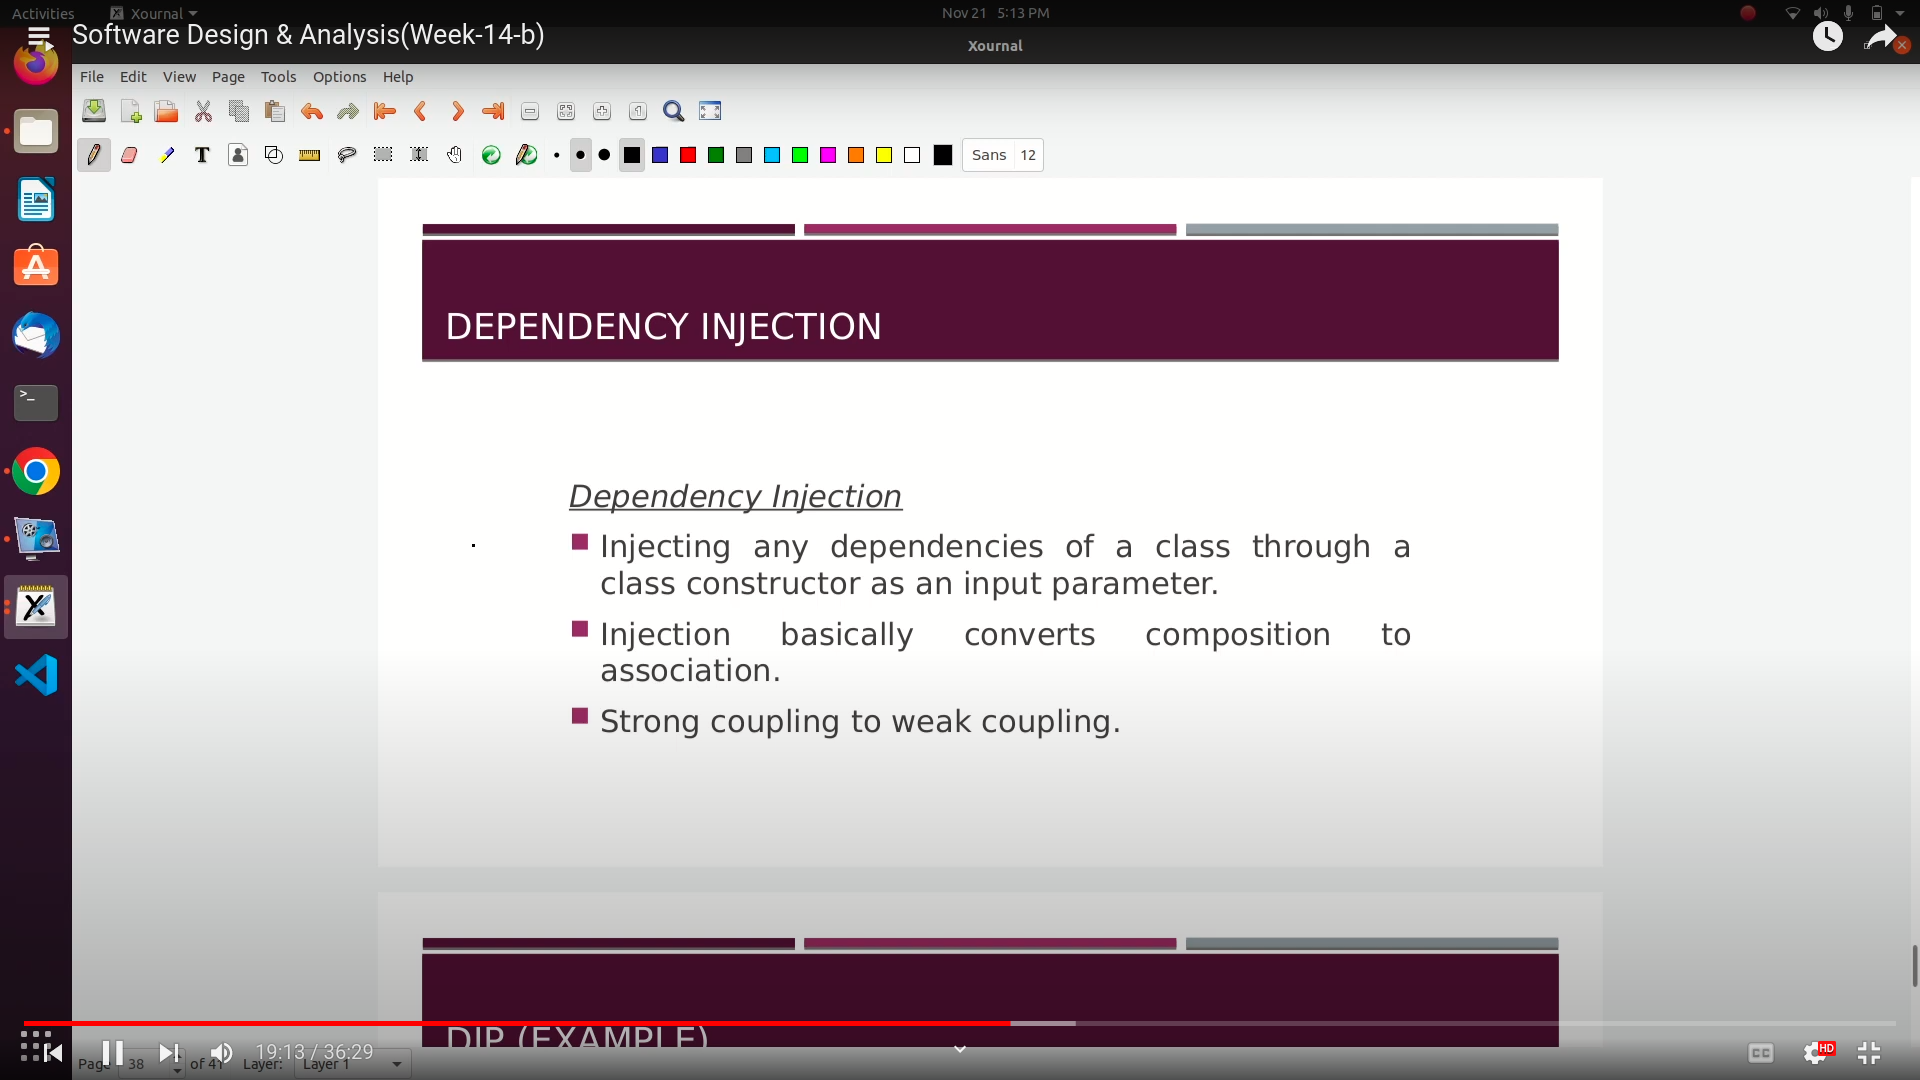 Activities Xournal Nov 21 5:13 PM
Software Design & Analysis(Week-14-b)
Xournal
File Edit View Page Tools Options Help
Sans 12
DEPENDENCY INJECTION
Dependency Injection
Injecting any dependencies of a class through a
class constructor as an input parameter.
Injection basically converts composition to
association.
Strong coupling to weak coupling.
DIP (EXAMPLE)
19:13 / 36:29
CC HD
Page 38 of 41 Layer: Layer 1